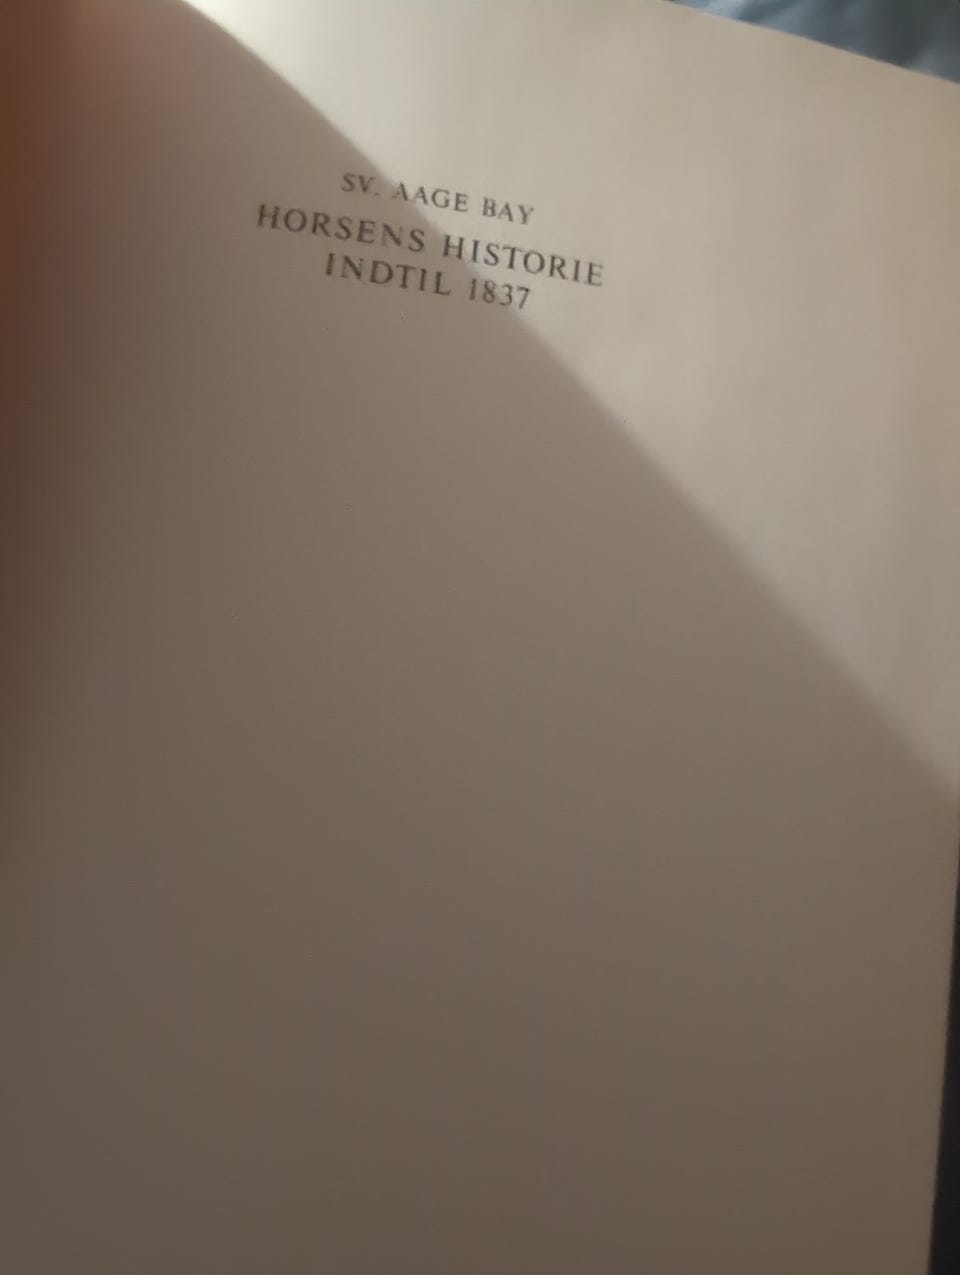 SV. AAGE BAY
HORSENS HISTORIE
INDTIL 1837